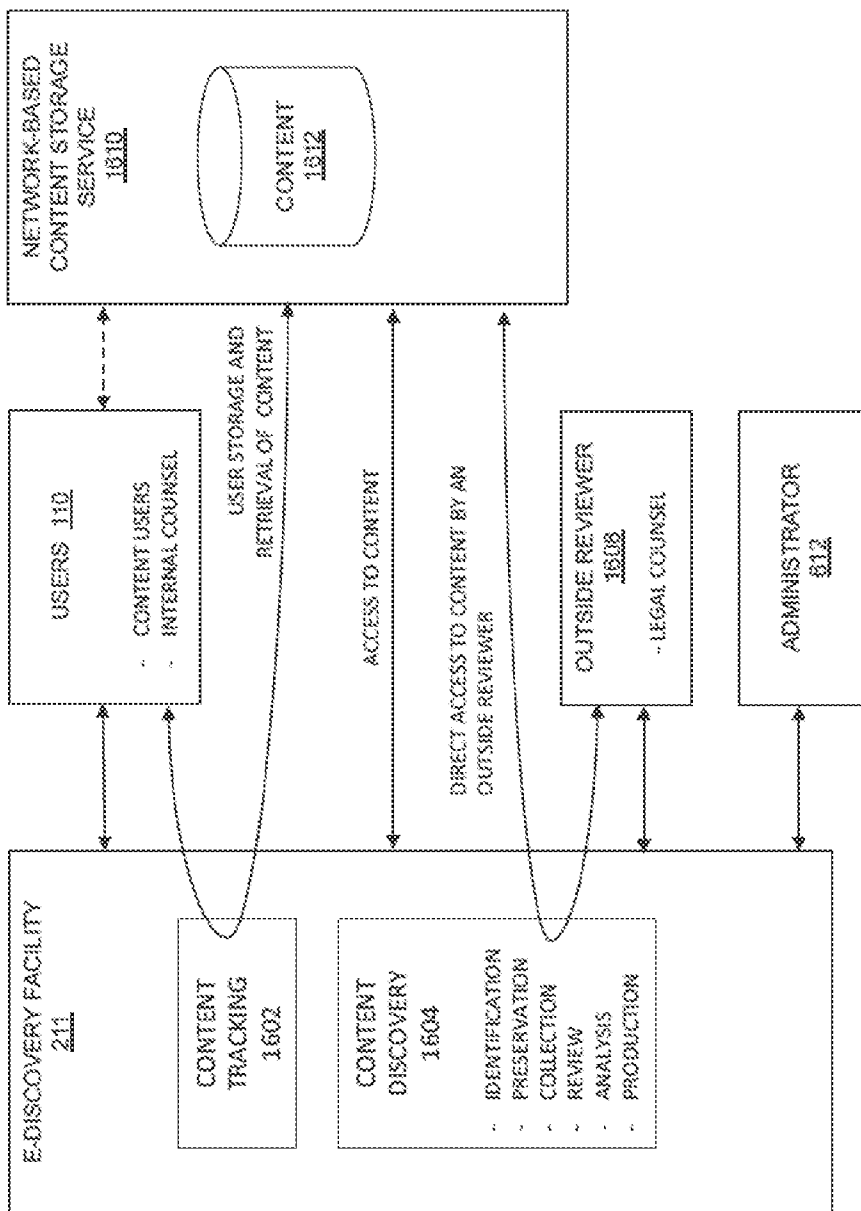 E-DISCOVERY FACILITY
211
CONTENT
TRACKING
1602
CONTENT
DISCOVERY
1604
- IDENTIFICATION
- PRESERVATION
- COLLECTION
- REVIEW
- ANALYSIS
- PRODUCTION
USERS 110
- CONTENT USERS
- INTERNAL COUNSEL
USER STORAGE AND
RETRIEVAL OF CONTENT
ACCESS TO CONTENT
DIRECT ACCESS TO CONTENT BY AN
OUTSIDE REVIEWER
OUTSIDE REVIEWER
1608
- LEGAL COUNSEL
ADMINISTRATOR
612
NETWORK-BASED
CONTENT STORAGE
SERVICE
1610
CONTENT
1612